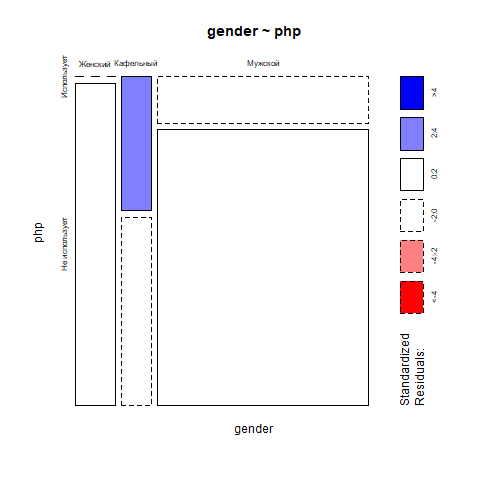 gender ~ php
Женский Кафельный Мужской
Использует
Не использует
php
gender
Standardized
Residuals:
<-4
-4:-2
-2:0
0:2
2:4
>4